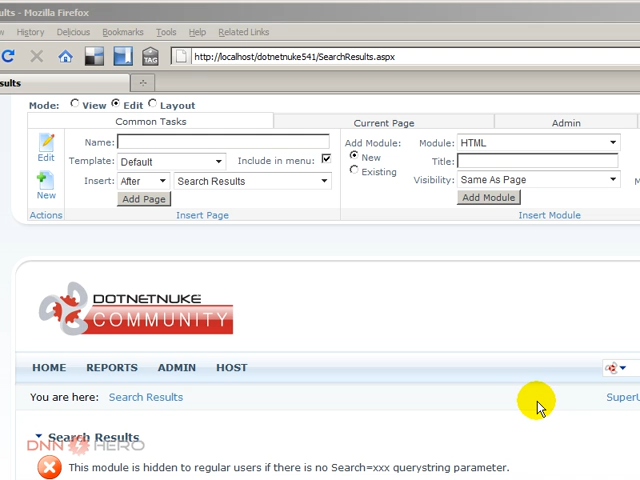 ults - Mozilla Firefox
w History Delicious Bookmarks Tools Help Related Links
TAG http://localhost/dotnetnuke541/SearchResults.aspx
sults
Mode: View Edit Layout
Common Tasks Current Page Admin
Edit Name: Add Module: New Existing Module: HTML
Template: Default Include in menu: Title:
New Insert: After Search Results Visibility: Same As Page M
Add Page Add Module
Actions Insert Page Insert Module
DOTNETNUKE
COMMUNITY
HOME REPORTS ADMIN HOST
You are here: Search Results SuperU
Search Results
DNN HERO
This module is hidden to regular users if there is no Search=xxx querystring parameter.